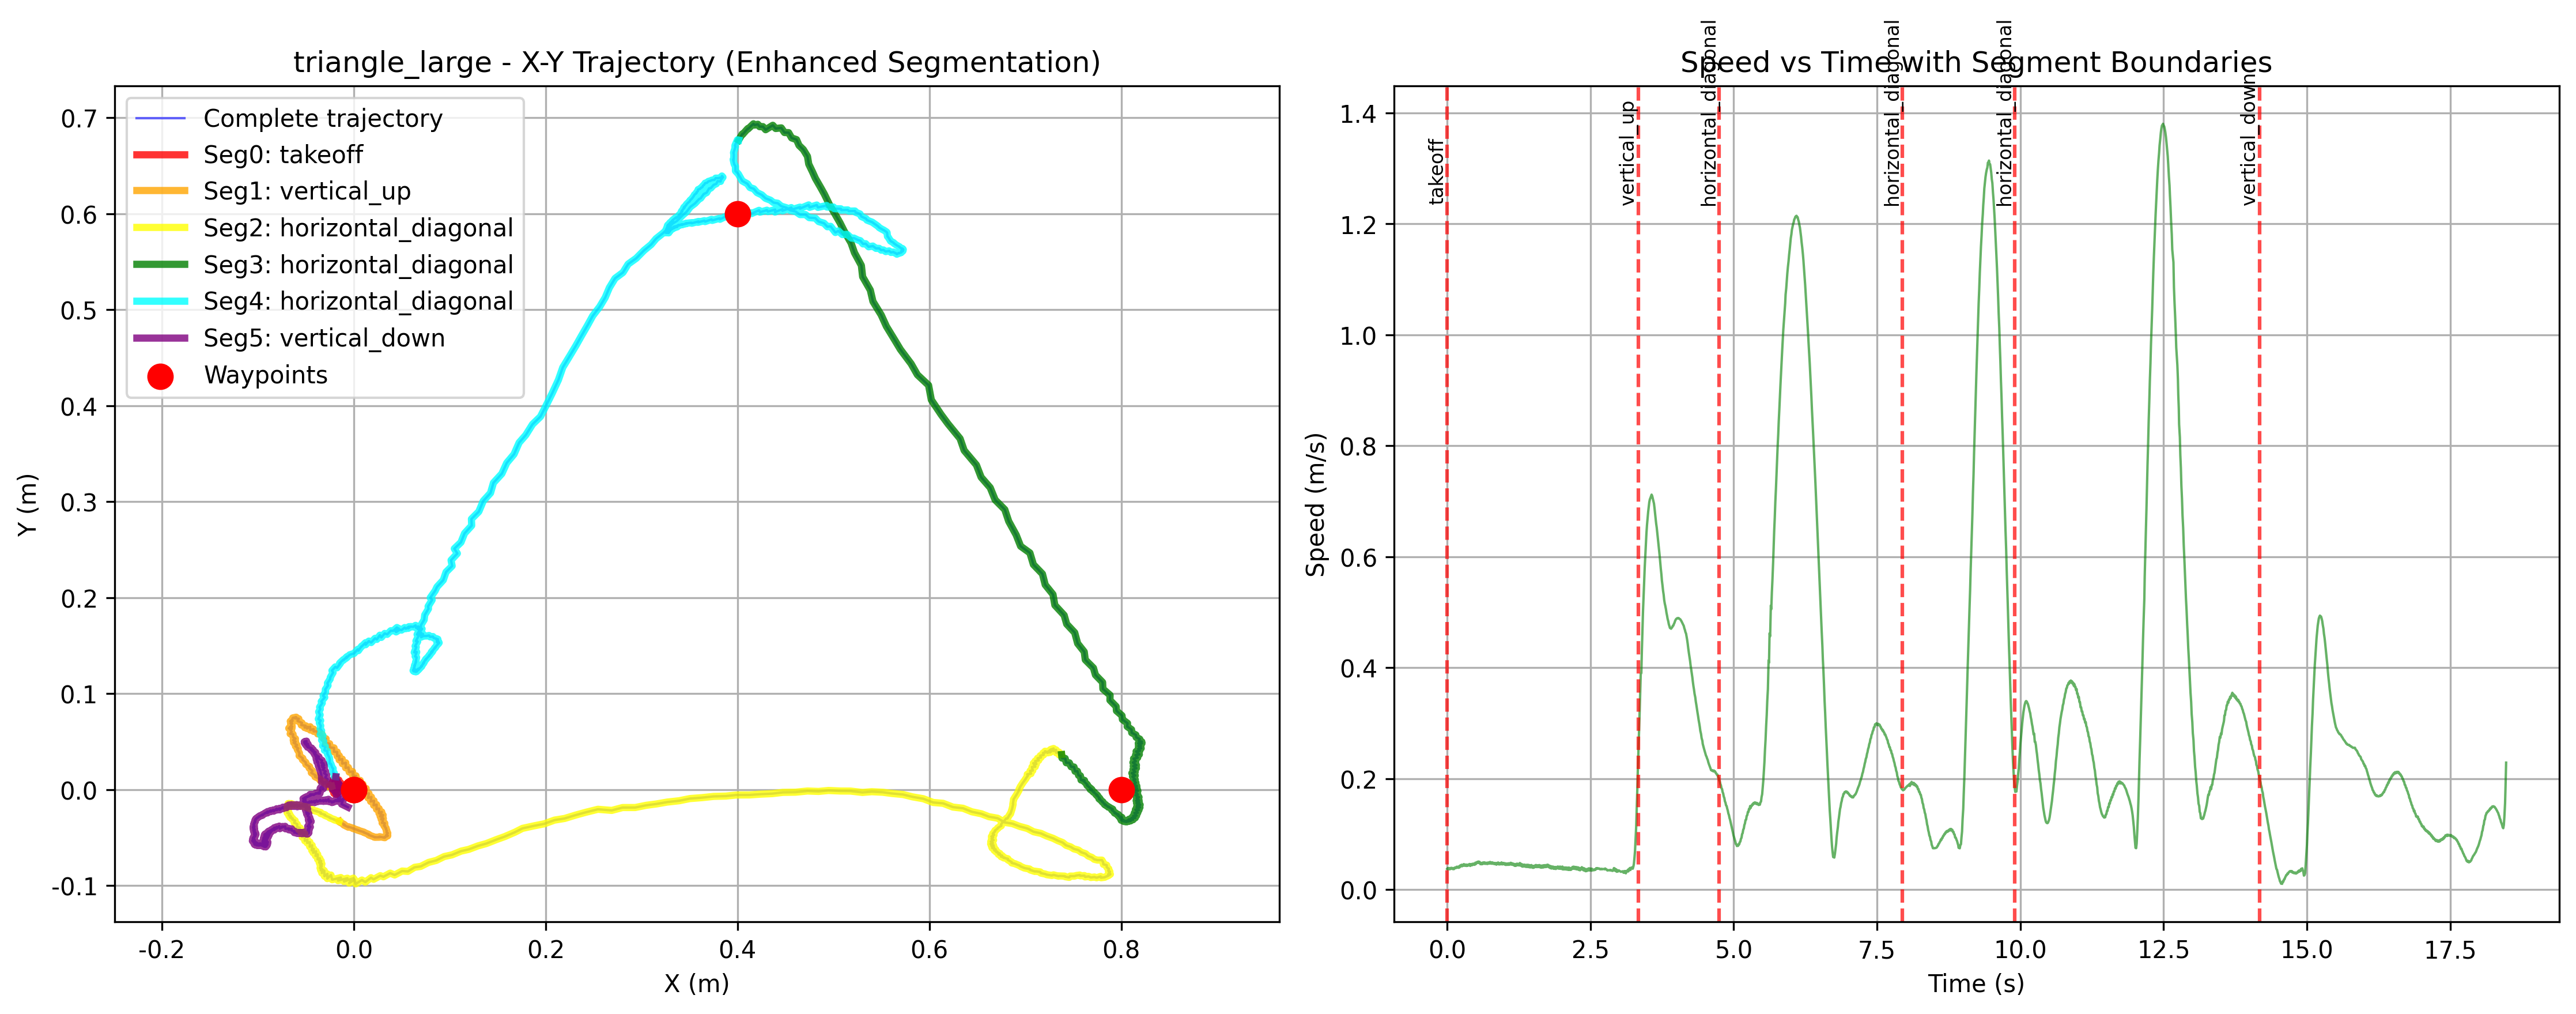 triangle_large - X-Y Trajectory (Enhanced Segmentation)
Complete trajectory
Seg0: takeoff
Seg1: vertical_up
Seg2: horizontal_diagonal
Seg3: horizontal_diagonal
Seg4: horizontal_diagonal
Seg5: vertical_down
Waypoints
0.7
0.6
0.5
0.4
0.3
0.2
0.1
0.0
-0.1
Y (m)
-0.2
0.0
0.2
0.4
0.6
0.8
X (m)
Speed vs Time with Segment Boundaries
takeoff
vertical_up
horizontal_diagonal
horizontal_diagonal
horizontal_diagonal
vertical_down
1.4
1.2
1.0
0.8
0.6
0.4
0.2
0.0
Speed (m/s)
0.0
2.5
5.0
7.5
10.0
12.5
15.0
17.5
Time (s)